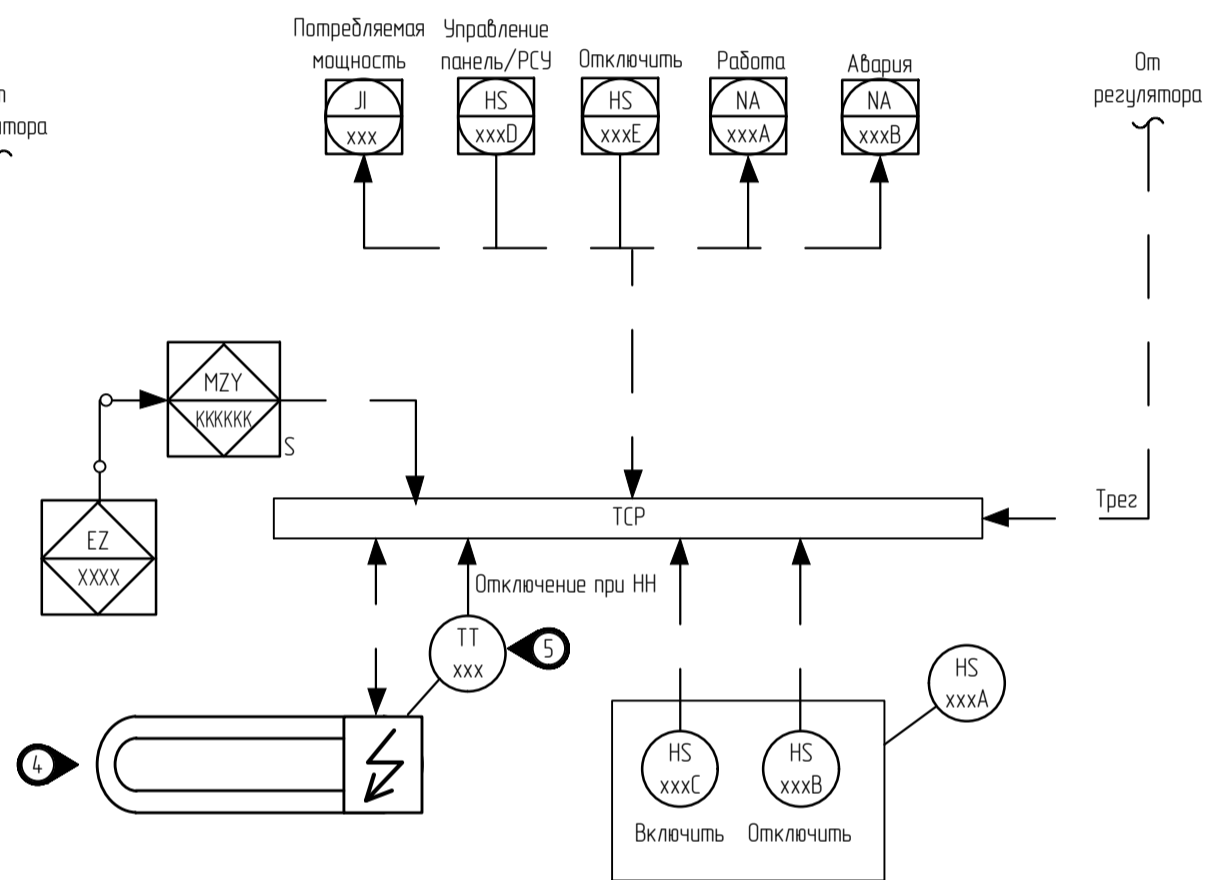 Потребляемая
мощность
Управление
панель/РСУ
Отключить
Работа
Авария
От
регулятора
JI
xxx
HS
xxxD
HS
xxxE
NA
xxxA
NA
xxxB
MZY
KKKKKK
S
EZ
XXXX
TCP
Трег
Отключение при НН
TT
xxx
5
4
HS
xxxA
HS
xxxC
HS
xxxB
Включить
Отключить